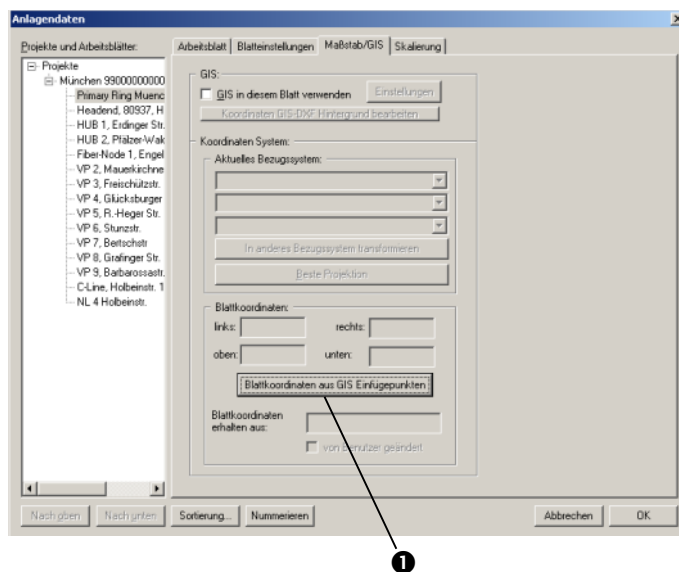 Anlagendaten
Projekte und Arbeitsblätter:
Projekte
München 99000000000
Primary Ring Muenc
Headend, 80937, H
HUB 1, Erdinger Str.
HUB 2, Pfälzer-Wak
Fiber-Node 1, Engel
VP 2, Mauerkirchne
VP 3, Freischützstr.
VP 4, Glücksburger
VP 5, R.-Heger Str.
VP 6, Stunzstr.
VP 7, Bertschstr
VP 8, Grafinger Str.
VP 9, Barbarossastr.
C-Line, Holbeinstr. 1
NL 4 Holbeinstr.
Nach oben
Nach unten
Arbeitsblatt
Blatteinstellungen
Maßstab/GIS
Skalierung
GIS:
GIS in diesem Blatt verwenden
Einstellungen
Koordinaten GIS-DXF Hintergrund bearbeiten
Koordinaten System:
Aktuelles Bezugssystem:
In anderes Bezugssystem transformieren
Beste Projektion
Blattkoordinaten:
links:
rechts:
oben:
unten:
Blattkoordinaten aus GIS Einfügepunkten
Blattkoordinaten
erhalten aus:
von Benutzer geändert
Sortierung...
Nummerieren
Abbrechen
OK
❶